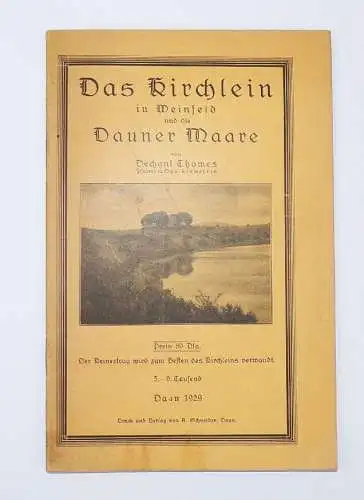 Das Kirchlein
in Weinfeld
und die
Dauner Maare
von
Dechant Thomes
Preis 80 Pfg.
Der Reinertrag wird zum Besten des Kirchleins verwandt.
5.-6. Tausend
Daun 1929
Druck und Verlag von A. Schneider, Daun.